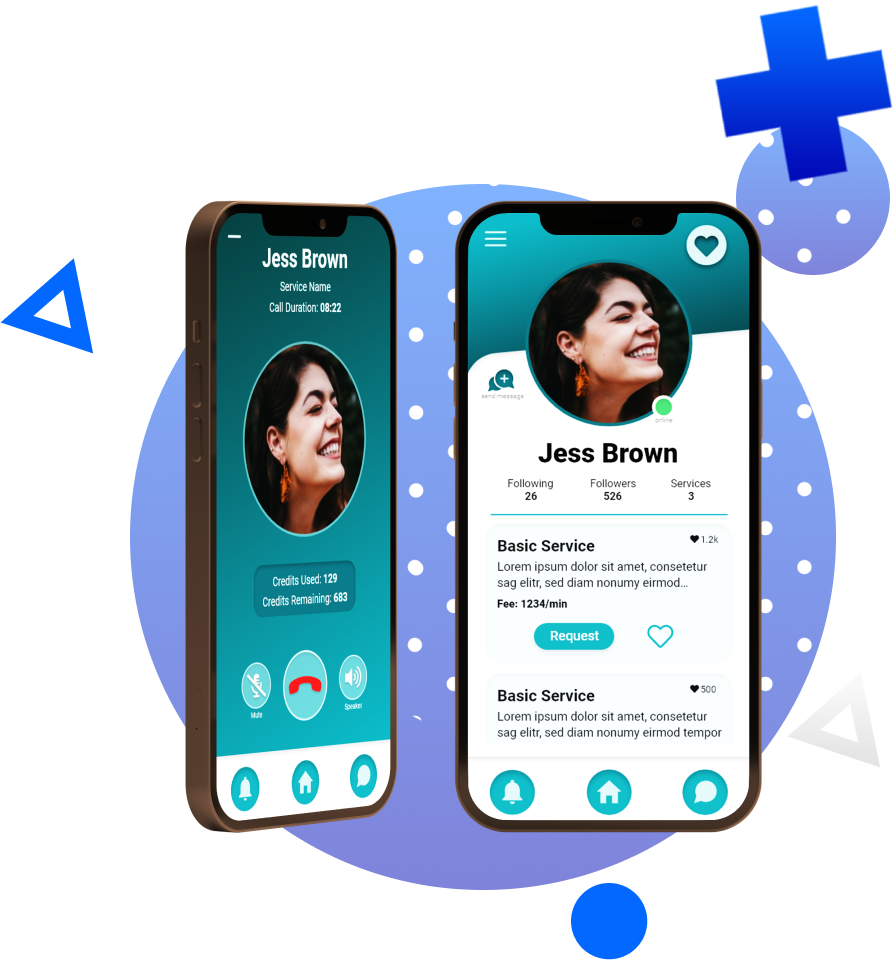 Jess Brown
Service Name
Call Duration: 08:22
Credits Used: 129
Credits Remaining: 683
Mute
Speaker
send message
online
Jess Brown
Following
Followers
Services
26
526
3
Basic Service
1.2k
Lorem ipsum dolor sit amet, consetetur
sag elitr, sed diam nonumy eirmod...
Fee: 1234/min
Request
Basic Service
500
Lorem ipsum dolor sit amet, consetetur
sag elitr, sed diam nonumy eirmod tempor